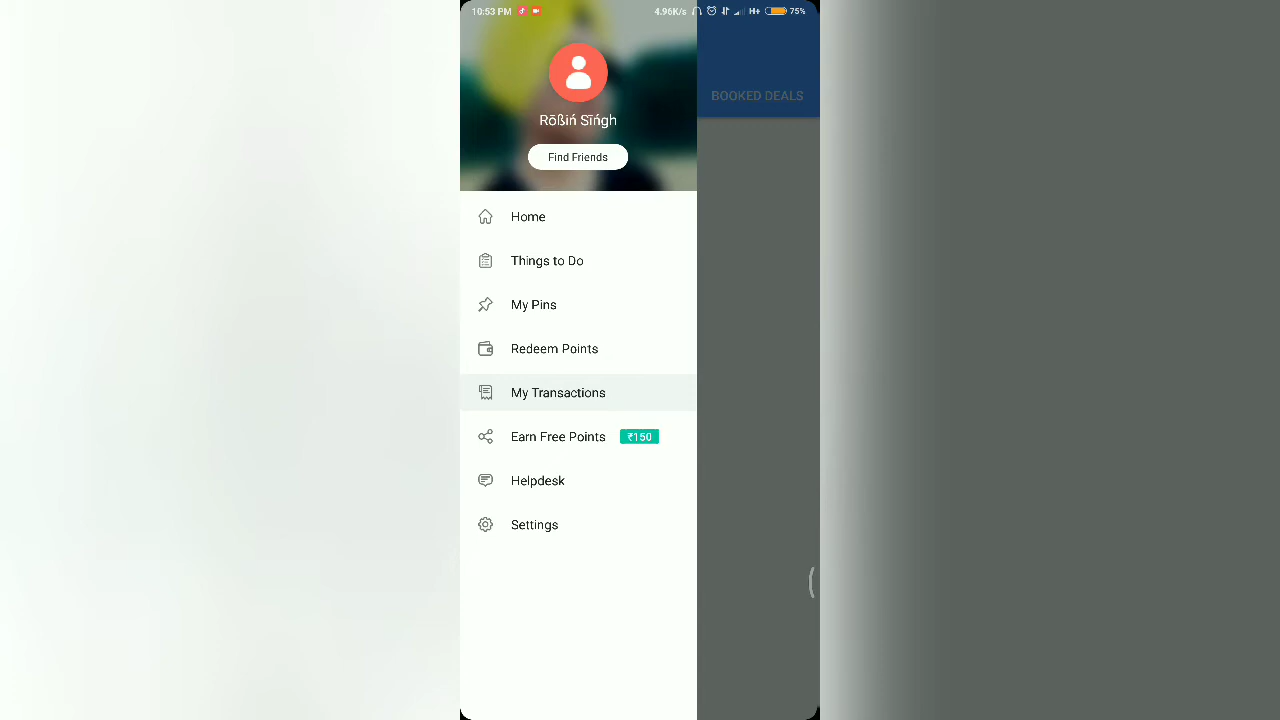 10:53 PM 4.96K/s H+ 75%
BOOKED DEALS
Rōßiń Sīńgh
Find Friends
Home
Things to Do
My Pins
Redeem Points
My Transactions
Earn Free Points ₹150
Helpdesk
Settings